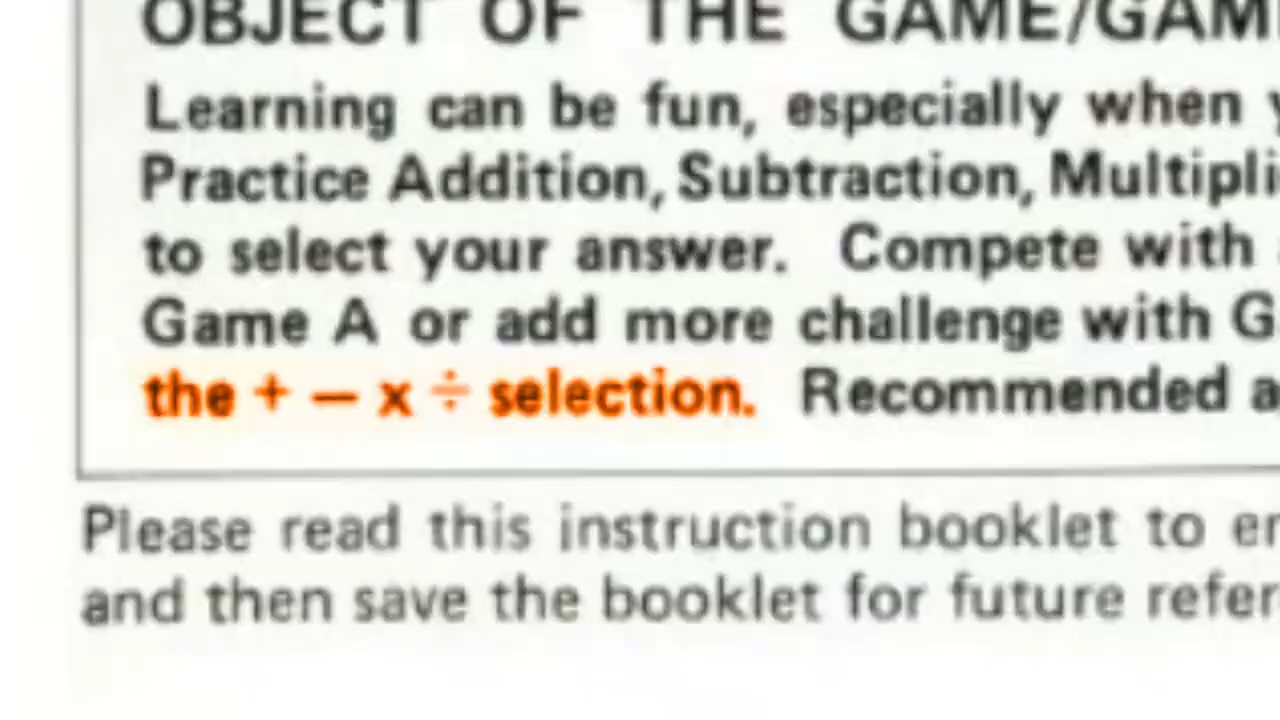 OBJECT OF THE GAME/GAM
Learning can be fun, especially when
Practice Addition, Subtraction, Multipli
to select your answer. Compete with
Game A or add more challenge with G
the + − x ÷ selection. Recommended a
Please read this instruction booklet to en
and then save the booklet for future refer